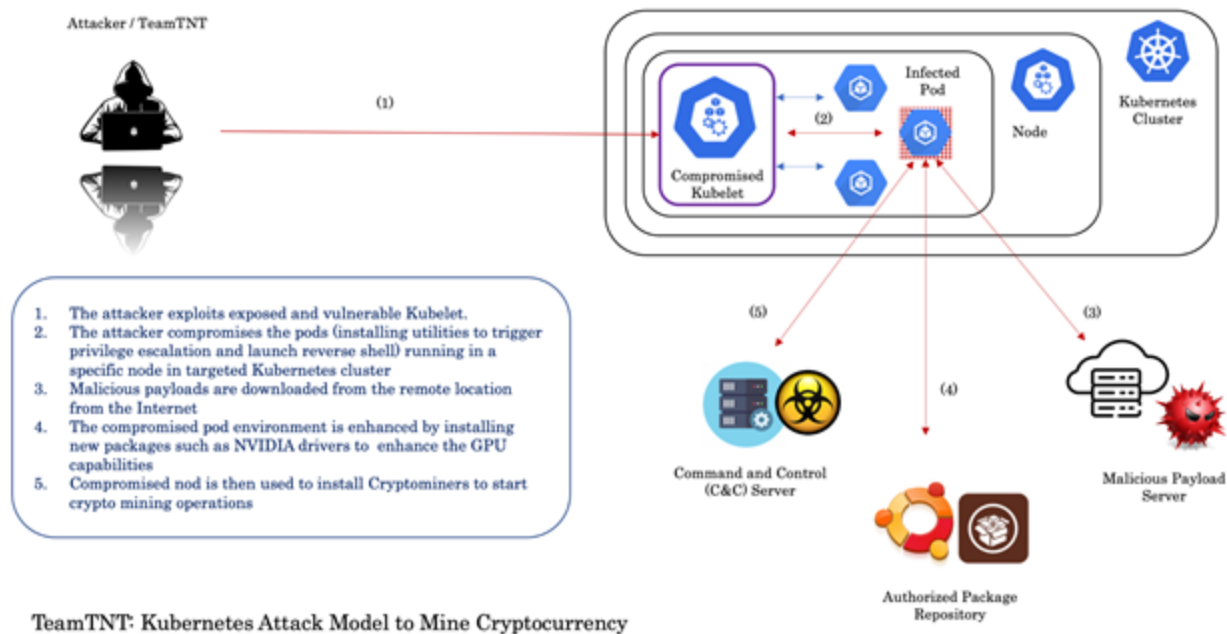 Attacker / TeamTNT
(1)
Compromised
Kubelet
(2)
Infected
Pod
Node
Kubernetes
Cluster
1. The attacker exploits exposed and vulnerable Kubelet.
2. The attacker compromises the pods (installing utilities to trigger
privilege escalation and launch reverse shell) running in a
specific node in targeted Kubernetes cluster
3. Malicious payloads are downloaded from the remote location
from the Internet
4. The compromised pod environment is enhanced by installing
new packages such as NVIDIA drivers to enhance the GPU
capabilities
5. Compromised nod is then used to install Cryptominers to start
crypto mining operations
(5)
(3)
(4)
Command and Control
(C&C) Server
Malicious Payload
Server
Authorized Package
Repository
TeamTNT: Kubernetes Attack Model to Mine Cryptocurrency